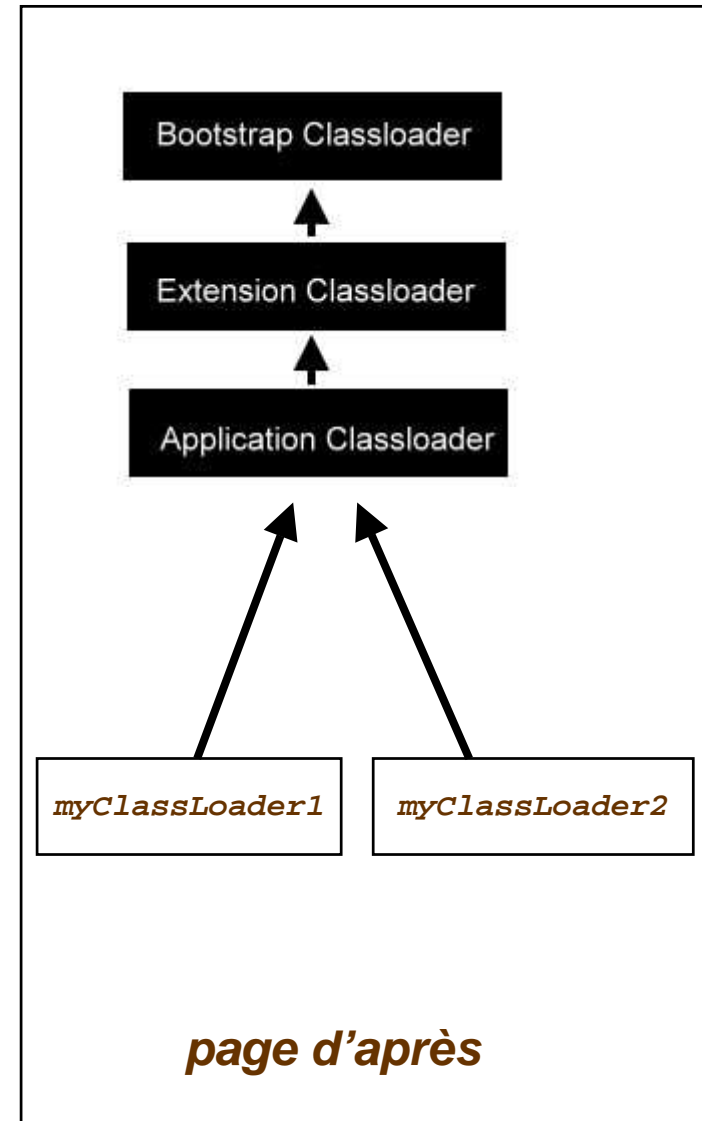 Bootstrap Classloader
Extension Classloader
Application Classloader
myClassLoader1
myClassLoader2
page d'après